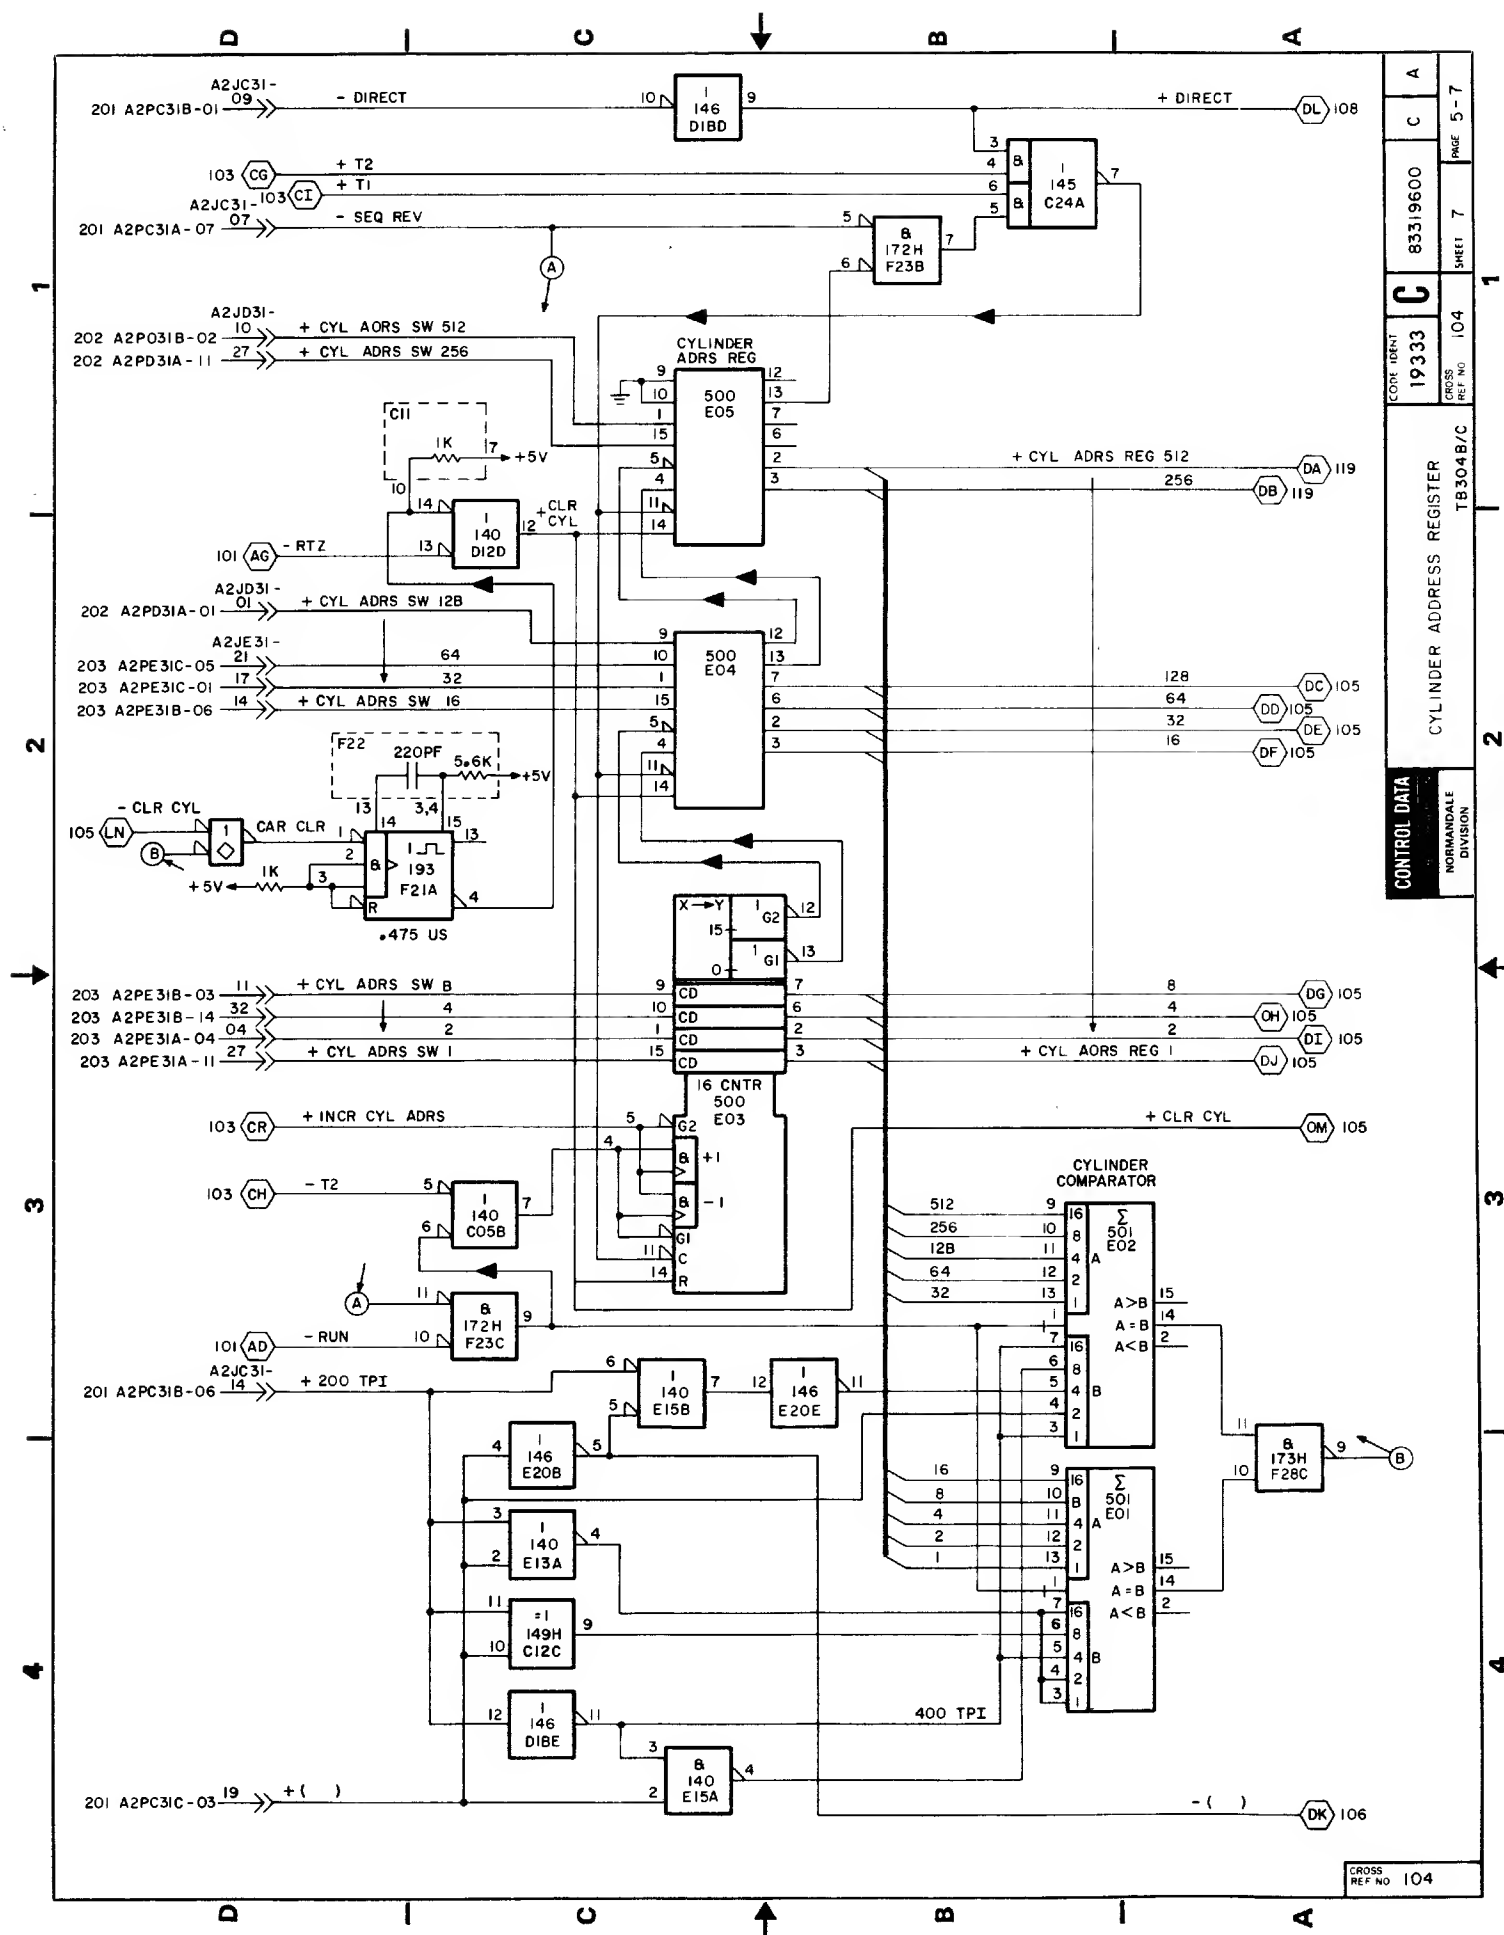 D C B A
A2JC31-
201 A2PC31B-01 09 - DIRECT 10 1 146 D1BD 9 + DIRECT DL 108
103 CG + T2
103 CI + T1
3 4 6 5 & & 1 145 C24A 7
A2JC31-
201 A2PC31A-07 07 - SEQ REV 5 6 & 172H F23B 7
A
1 1
A2JD31-
202 A2PO31B-02 10 + CYL AORS SW 512
202 A2PD31A-11 27 + CYL ADRS SW 256
CYLINDER
ADRS REG
9 10 1 15 5 4 11 14
500
E05
12 13 7 6 2 3
+ CYL ADRS REG 512 DA 119
256 DB 119
C11
1K 7 +5V
10
14 13 1 140 D12D 12
+CLR
CYL
101 AG - RTZ
A2JD31-
202 A2PD31A-01 01 + CYL ADRS SW 12B
A2JE31-
203 A2PE31C-05 21 64
203 A2PE31C-01 17 32
203 A2PE31B-06 14 + CYL ADRS SW 16
9 10 1 15 5 4 11 14
500
E04
12 13 7 6 2 3
128 DC 105
64 DD 105
32 DE 105
16 DF 105
2 2
F22
220PF
5.6K +5V
13 3,4
- CLR CYL
105 LN 1 CAR CLR
B
+5V 1K
1 2 3 14 15 13 4
& R 1 193 F21A
.475 US
X→Y 15 0
1 G2 12
1 G1 13
203 A2PE31B-03 11 + CYL ADRS SW B 9 CD 7 8 DG 105
203 A2PE31B-14 32 4 10 CD 6 4 OH 105
203 A2PE31A-04 04 2 1 CD 2 2 DI 105
203 A2PE31A-11 27 + CYL ADRS SW 1 15 CD 3 + CYL AORS REG 1 DJ 105
16 CNTR
500
E03
103 CR + INCR CYL ADRS 5 G2
4 & +1
& -1
G1
11 C
14 R
+ CLR CYL OM 105
103 CH - T2 5 6 1 140 C05B 7
3 3
A 11
101 AD - RUN 10 & 172H F23C 9
CYLINDER
COMPARATOR
512 9 16
256 10 8
12B 11 4 A
64 12 2
32 13 1
Σ
501
E02
A>B 15
A=B 14
A<B 2
1
7 16
6 8
5 4 B
4 2
3 1
A2JC31-
201 A2PC31B-06 14 + 200 TPI
6 5 1 140 E15B 7
12 1 146 E20E 11
4 1 146 E20B 5
11 10 & 173H F28C 9 B
16 9 16
8 10 B
4 11 4 A
2 12 2
1 13 1
Σ
501
E01
A>B 15
A=B 14
A<B 2
1
7 16
6 8
5 4 B
4 2
3 1
3 2 1 140 E13A 4
11 10 =1 149H C12C 9
4 4
12 1 146 D1BE 11 400 TPI
3 2 & 140 E15A 4
201 A2PC31C-03 19 + ( )
- ( ) DK 106
CROSS
REF NO 104
D C B A
C A
PAGE 5-7
83319600
SHEET 7
C
CODE IDENT
19333
CROSS
REF NO 104
CYLINDER ADDRESS REGISTER
TB304B/C
CONTROL DATA
NORMANDALE
DIVISION